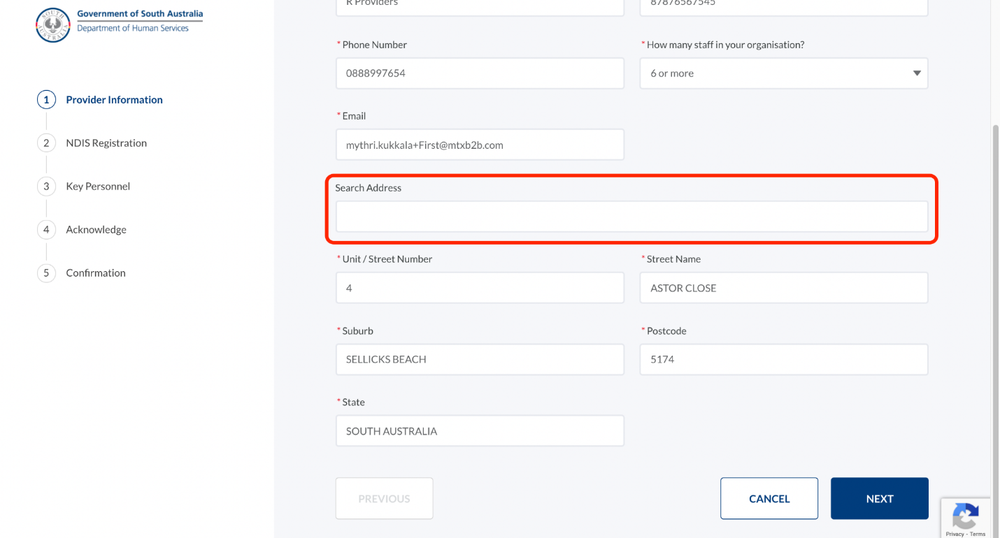 Government of South Australia
Department of Human Services
SOUTH
AUSTRALIA
1 Provider Information
2 NDIS Registration
3 Key Personnel
4 Acknowledge
5 Confirmation
R Providers
87876567545
* Phone Number
* How many staff in your organisation?
0888997654
6 or more
* Email
mythri.kukkala+First@mtxb2b.com
Search Address
* Unit / Street Number
* Street Name
4
ASTOR CLOSE
* Suburb
* Postcode
SELLICKS BEACH
5174
* State
SOUTH AUSTRALIA
PREVIOUS
CANCEL
NEXT
Privacy - Terms